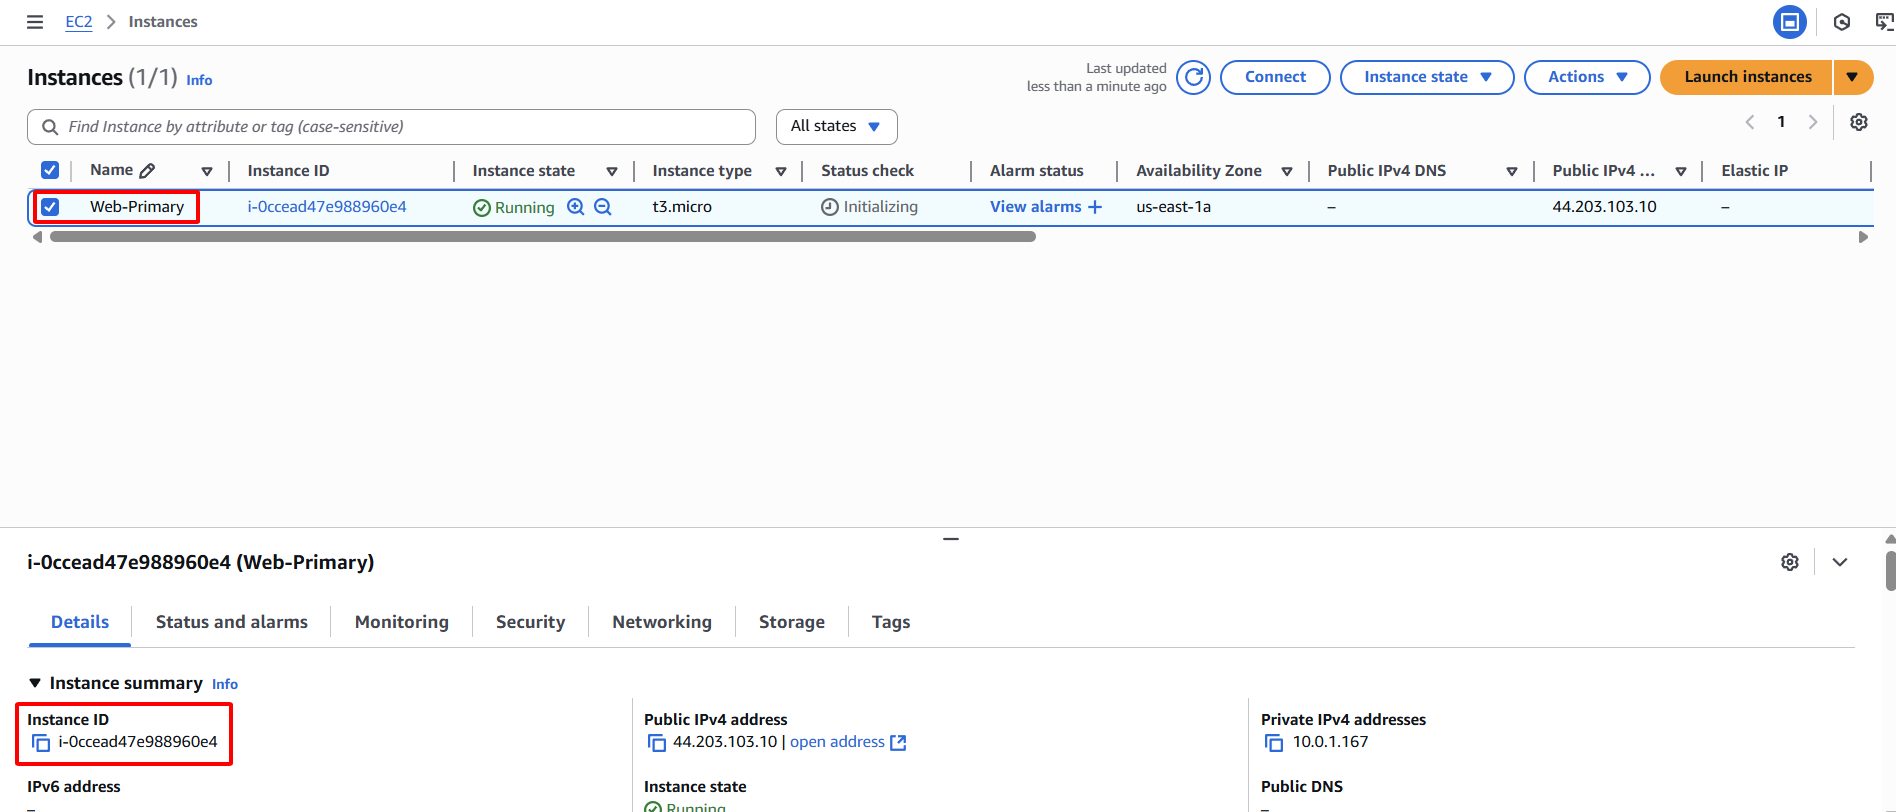 EC2 > Instances
Instances (1/1) Info
Last updated
less than a minute ago
Connect
Instance state
Actions
Launch instances
Find Instance by attribute or tag (case-sensitive)
All states
1
Name Instance ID Instance state Instance type Status check Alarm status Availability Zone Public IPv4 DNS Public IPv4 ... Elastic IP
Web-Primary i-0ccead47e988960e4 Running t3.micro Initializing View alarms + us-east-1a – 44.203.103.10 –
i-0ccead47e988960e4 (Web-Primary)
Details Status and alarms Monitoring Security Networking Storage Tags
Instance summary Info
Instance ID
i-0ccead47e988960e4
IPv6 address
–
Public IPv4 address
44.203.103.10 | open address
Instance state
Running
Private IPv4 addresses
10.0.1.167
Public DNS
–